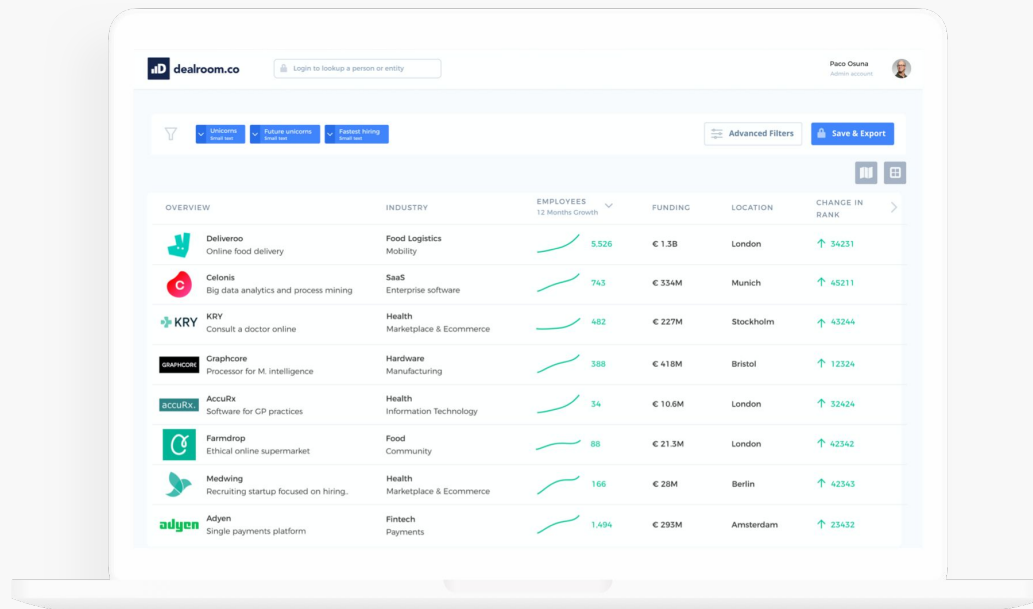 dealroom.co
Login to lookup a person or entity
Paco Osuna
Admin account
Unicorns
Small text
Future unicorns
Small text
Fastest hiring
Small text
Advanced Filters
Save & Export
OVERVIEW
INDUSTRY
EMPLOYEES
12 Months Growth
FUNDING
LOCATION
CHANGE IN
RANK
Deliveroo
Online food delivery
Food Logistics
Mobility
5,526
€ 1.3B
London
34231
C
Celonis
Big data analytics and process mining
SaaS
Enterprise software
743
€ 334M
Munich
45211
KRY
KRY
Consult a doctor online
Health
Marketplace & Ecommerce
482
€ 227M
Stockholm
43244
GRAPHCORE
Graphcore
Processor for M. intelligence
Hardware
Manufacturing
388
€ 418M
Bristol
12324
accuRx.
AccuRx
Software for GP practices
Health
Information Technology
34
€ 10.6M
London
32424
Farmdrop
Ethical online supermarket
Food
Community
88
€ 21.3M
London
42342
Medwing
Recruiting startup focused on hiring..
Health
Marketplace & Ecommerce
166
€ 28M
Berlin
42343
adyen
Adyen
Single payments platform
Fintech
Payments
1,494
€ 293M
Amsterdam
23432